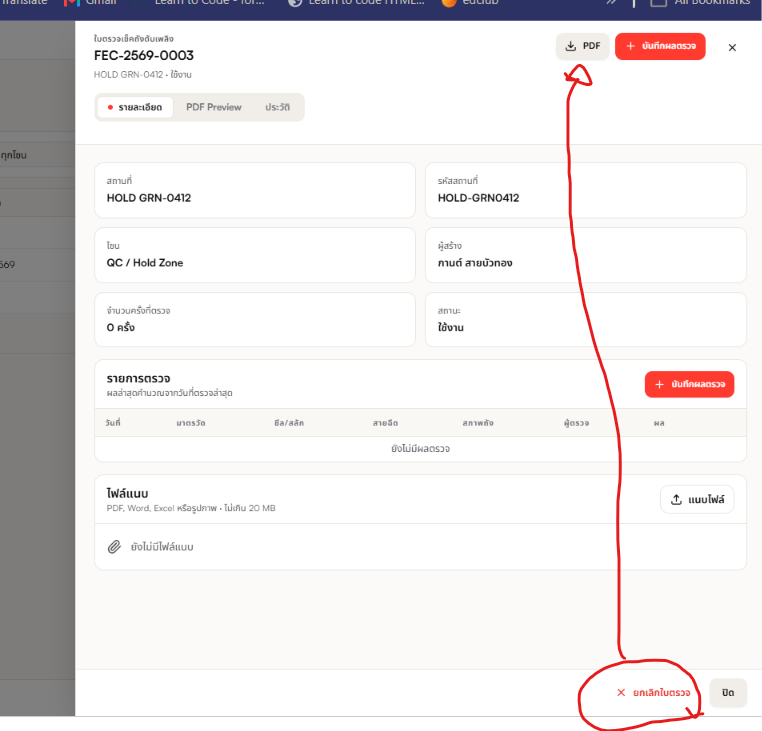 Translate Gmail Learn to Code - for... Learn to code HTML... edclub » All Bookmarks
ใบตรวจเช็คถังดับเพลิง
FEC-2569-0003
HOLD GRN-0412 • ใช้งาน
PDF
+ บันทึกผลตรวจ
×
รายละเอียด
PDF Preview
ประวัติ
ทุกโซน
569
สถานที่
HOLD GRN-0412
รหัสสถานที่
HOLD-GRN0412
โซน
QC / Hold Zone
ผู้สร้าง
กานต์ สายบัวทอง
จำนวนครั้งที่ตรวจ
0 ครั้ง
สถานะ
ใช้งาน
รายการตรวจ
ผลล่าสุดคำนวณจากวันที่ตรวจล่าสุด
+ บันทึกผลตรวจ
วันที่ มาตรวัด ซีล/สลัก สายฉีด สภาพถัง ผู้ตรวจ ผล
ยังไม่มีผลตรวจ
ไฟล์แนบ
PDF, Word, Excel หรือรูปภาพ • ไม่เกิน 20 MB
แนบไฟล์
ยังไม่มีไฟล์แนบ
× ยกเลิกใบตรวจ
ปิด